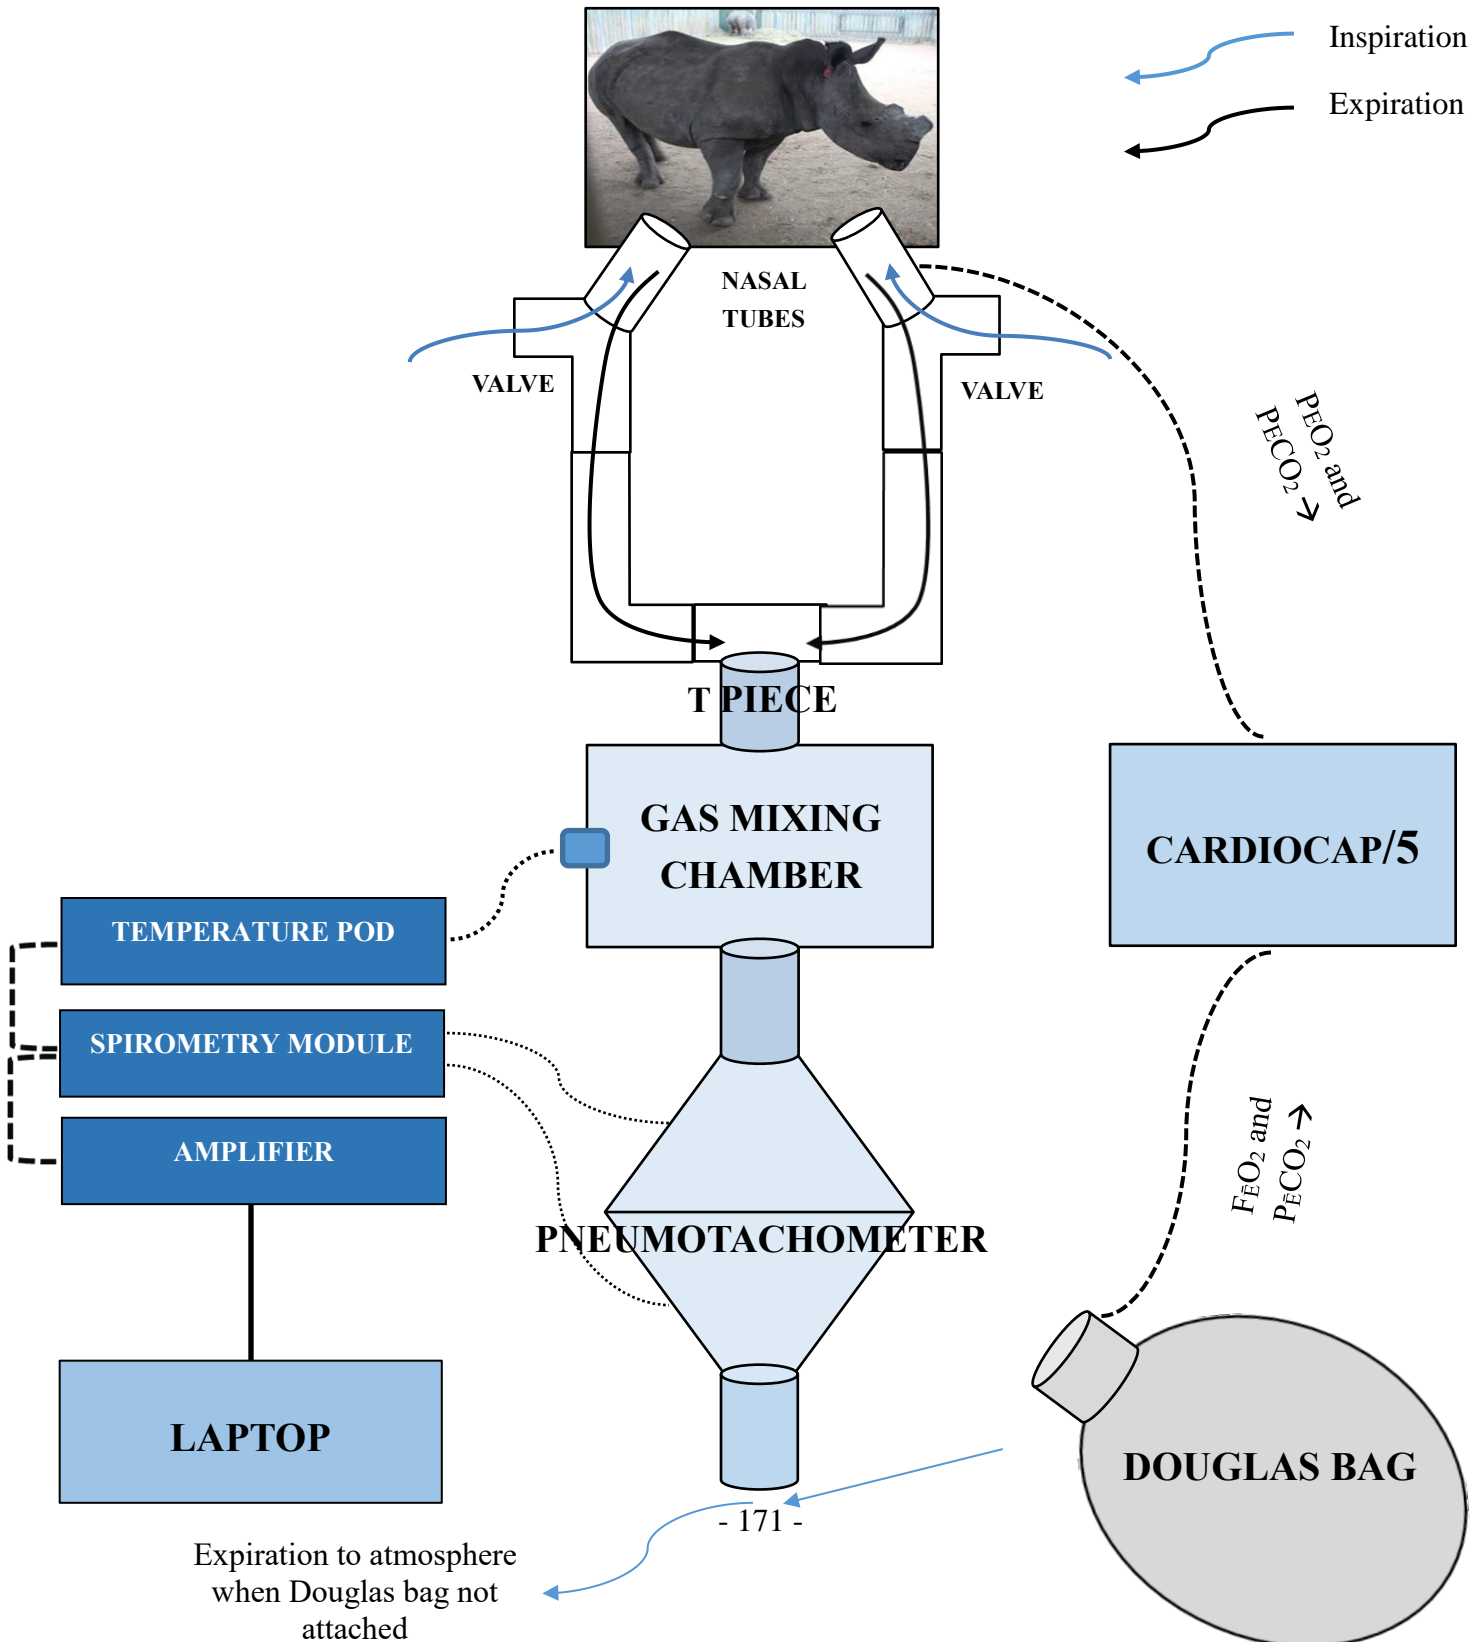 Inspiration
Expiration
NASAL
TUBES
VALVE
VALVE
PEO₂ and
PECO₂ →
T PIECE
GAS MIXING
CHAMBER
CARDIOCAP/5
TEMPERATURE POD
SPIROMETRY MODULE
AMPLIFIER
FĒO₂ and
PĒCO₂ →
PNEUMOTACHOMETER
LAPTOP
DOUGLAS BAG
- 171 -
Expiration to atmosphere
when Douglas bag not
attached